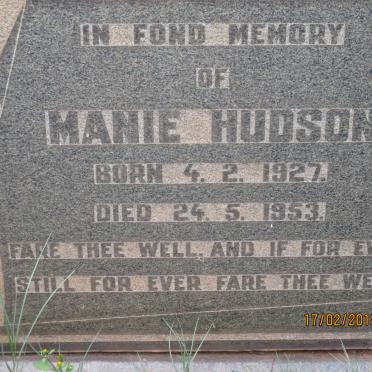 IN FOND MEMORY
OF
MANIE HUDSON
BORN 4. 2. 1927.
DIED 24. 5. 1953.
FARE THEE WELL, AND IF FOR
STILL FOR EVER FARE THEE
17/02/201